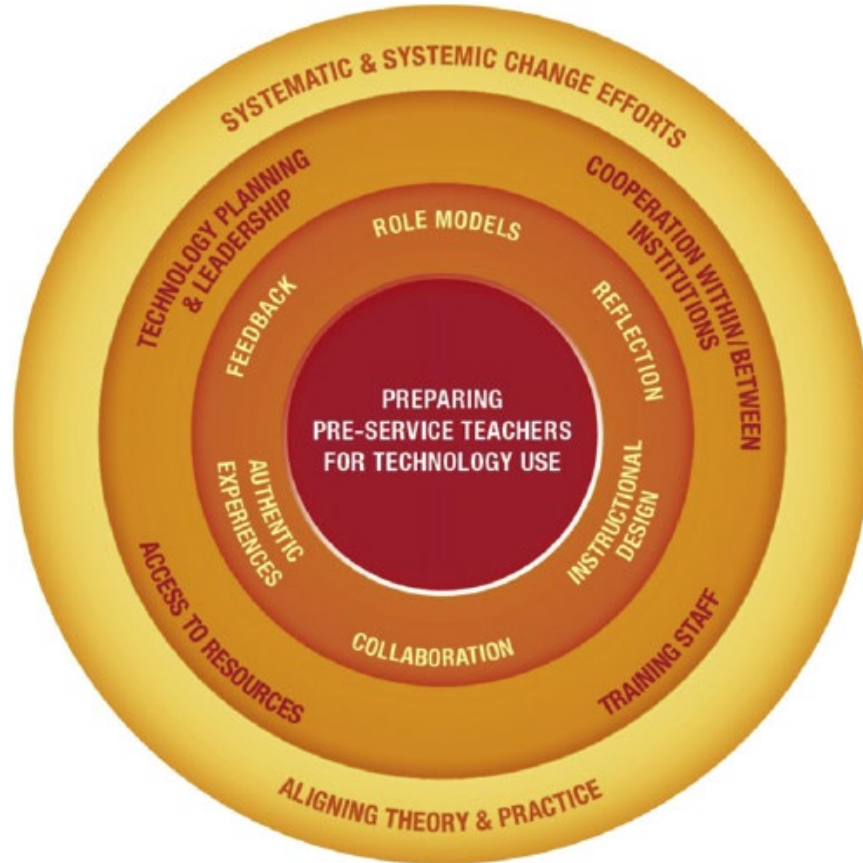 SYSTEMATIC & SYSTEMIC CHANGE EFFORTS
TECHNOLOGY PLANNING
& LEADERSHIP
COOPERATION WITHIN/BETWEEN
INSTITUTIONS
ROLE MODELS
FEEDBACK
REFLECTION
PREPARING
PRE-SERVICE TEACHERS
FOR TECHNOLOGY USE
AUTHENTIC
EXPERIENCES
INSTRUCTIONAL
DESIGN
COLLABORATION
ACCESS TO RESOURCES
TRAINING STAFF
ALIGNING THEORY & PRACTICE